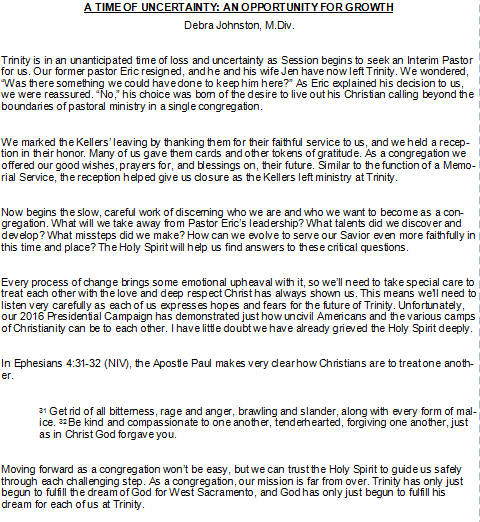 A TIME OF UNCERTAINTY: AN OPPORTUNITY FOR GROWTH
Debra Johnston, M.Div.
Trinity is in an unanticipated time of loss and uncertainty as Session begins to seek an Interim Pastor
for us. Our former pastor Eric resigned, and he and his wife Jen have now left Trinity. We wondered,
“Was there something we could have done to keep him here?” As Eric explained his decision to us,
we were reassured. “No,” his choice was born of the desire to live out his Christian calling beyond the
boundaries of pastoral ministry in a single congregation.
We marked the Kellers’ leaving by thanking them for their faithful service to us, and we held a recep-
tion in their honor. Many of us gave them cards and other tokens of gratitude. As a congregation we
offered our good wishes, prayers for, and blessings on, their future. Similar to the function of a Memo-
rial Service, the reception helped give us closure as the Kellers left ministry at Trinity.
Now begins the slow, careful work of discerning who we are and who we want to become as a con-
gregation. What will we take away from Pastor Eric’s leadership? What talents did we discover and
develop? What missteps did we make? How can we evolve to serve our Savior even more faithfully in
this time and place? The Holy Spirit will help us find answers to these critical questions.
Every process of change brings some emotional upheaval with it, so we’ll need to take special care to
treat each other with the love and deep respect Christ has always shown us. This means we’ll need to
listen very carefully as each of us expresses hopes and fears for the future of Trinity. Unfortunately,
our 2016 Presidential Campaign has demonstrated just how uncivil Americans and the various camps
of Christianity can be to each other. I have little doubt we have already grieved the Holy Spirit deeply.
In Ephesians 4:31-32 (NIV), the Apostle Paul makes very clear how Christians are to treat one anoth-
er.
31 Get rid of all bitterness, rage and anger, brawling and slander, along with every form of mal-
ice. 32 Be kind and compassionate to one another, tenderhearted, forgiving one another, just
as in Christ God forgave you.
Moving forward as a congregation won’t be easy, but we can trust the Holy Spirit to guide us safely
through each challenging step. As a congregation, our mission is far from over. Trinity has only just
begun to fulfill the dream of God for West Sacramento, and God has only just begun to fulfill his
dream for each of us at Trinity.